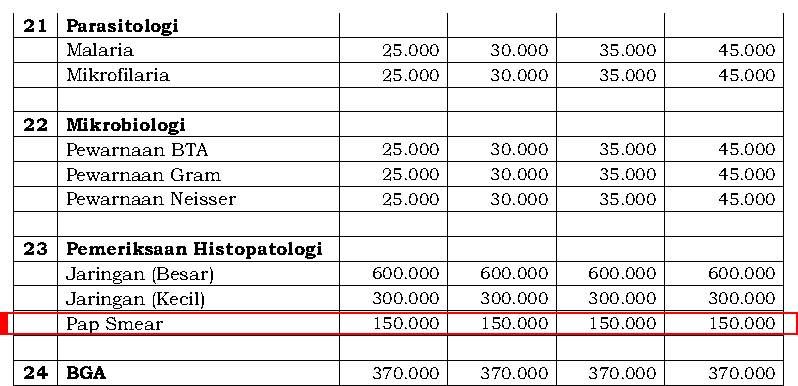 21 Parasitologi
Malaria 25.000 30.000 35.000 45.000
Mikrofilaria 25.000 30.000 35.000 45.000
22 Mikrobiologi
Pewarnaan BTA 25.000 30.000 35.000 45.000
Pewarnaan Gram 25.000 30.000 35.000 45.000
Pewarnaan Neisser 25.000 30.000 35.000 45.000
23 Pemeriksaan Histopatologi
Jaringan (Besar) 600.000 600.000 600.000 600.000
Jaringan (Kecil) 300.000 300.000 300.000 300.000
Pap Smear 150.000 150.000 150.000 150.000
24 BGA 370.000 370.000 370.000 370.000